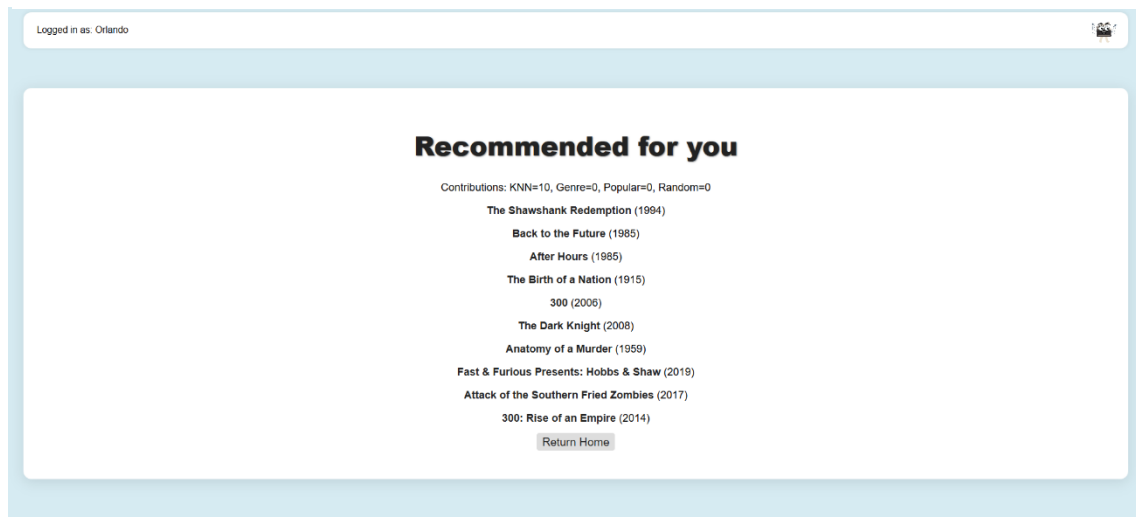 Logged in as: Orlando
Recommended for you
Contributions: KNN=10, Genre=0, Popular=0, Random=0
The Shawshank Redemption (1994)
Back to the Future (1985)
After Hours (1985)
The Birth of a Nation (1915)
300 (2006)
The Dark Knight (2008)
Anatomy of a Murder (1959)
Fast & Furious Presents: Hobbs & Shaw (2019)
Attack of the Southern Fried Zombies (2017)
300: Rise of an Empire (2014)
Return Home